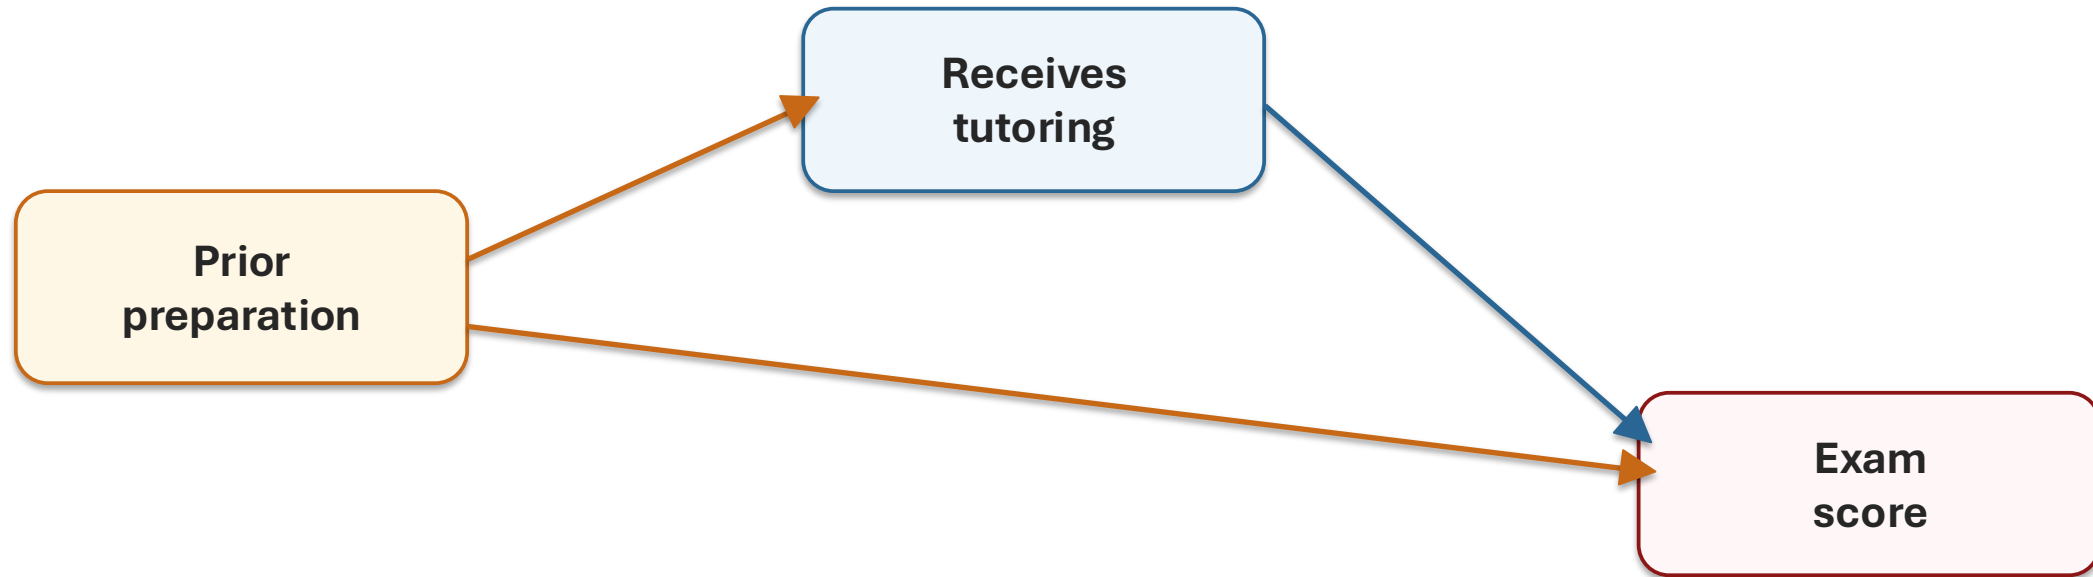 Receives
tutoring
Prior
preparation
Exam
score